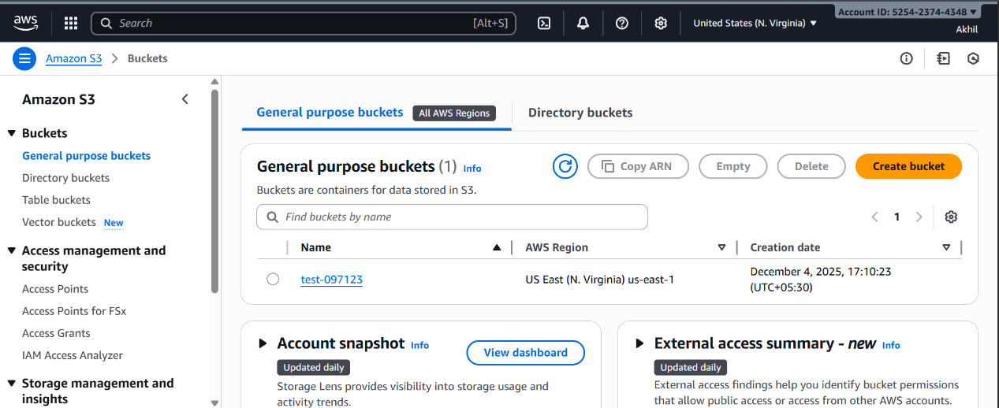 aws
Search [Alt+S]
United States (N. Virginia)
Account ID: 5254-2374-4348
Akhil
Amazon S3 > Buckets
Amazon S3
Buckets
General purpose buckets
Directory buckets
Table buckets
Vector buckets New
Access management and
security
Access Points
Access Points for FSx
Access Grants
IAM Access Analyzer
Storage management and
insights
General purpose buckets All AWS Regions
Directory buckets
General purpose buckets (1) Info
Copy ARN
Empty
Delete
Create bucket
Buckets are containers for data stored in S3.
Find buckets by name
1
Name AWS Region Creation date
test-097123 US East (N. Virginia) us-east-1 December 4, 2025, 17:10:23
(UTC+05:30)
Account snapshot Info
View dashboard
Updated daily
Storage Lens provides visibility into storage usage and
activity trends.
External access summary - new Info
Updated daily
External access findings help you identify bucket permissions
that allow public access or access from other AWS accounts.